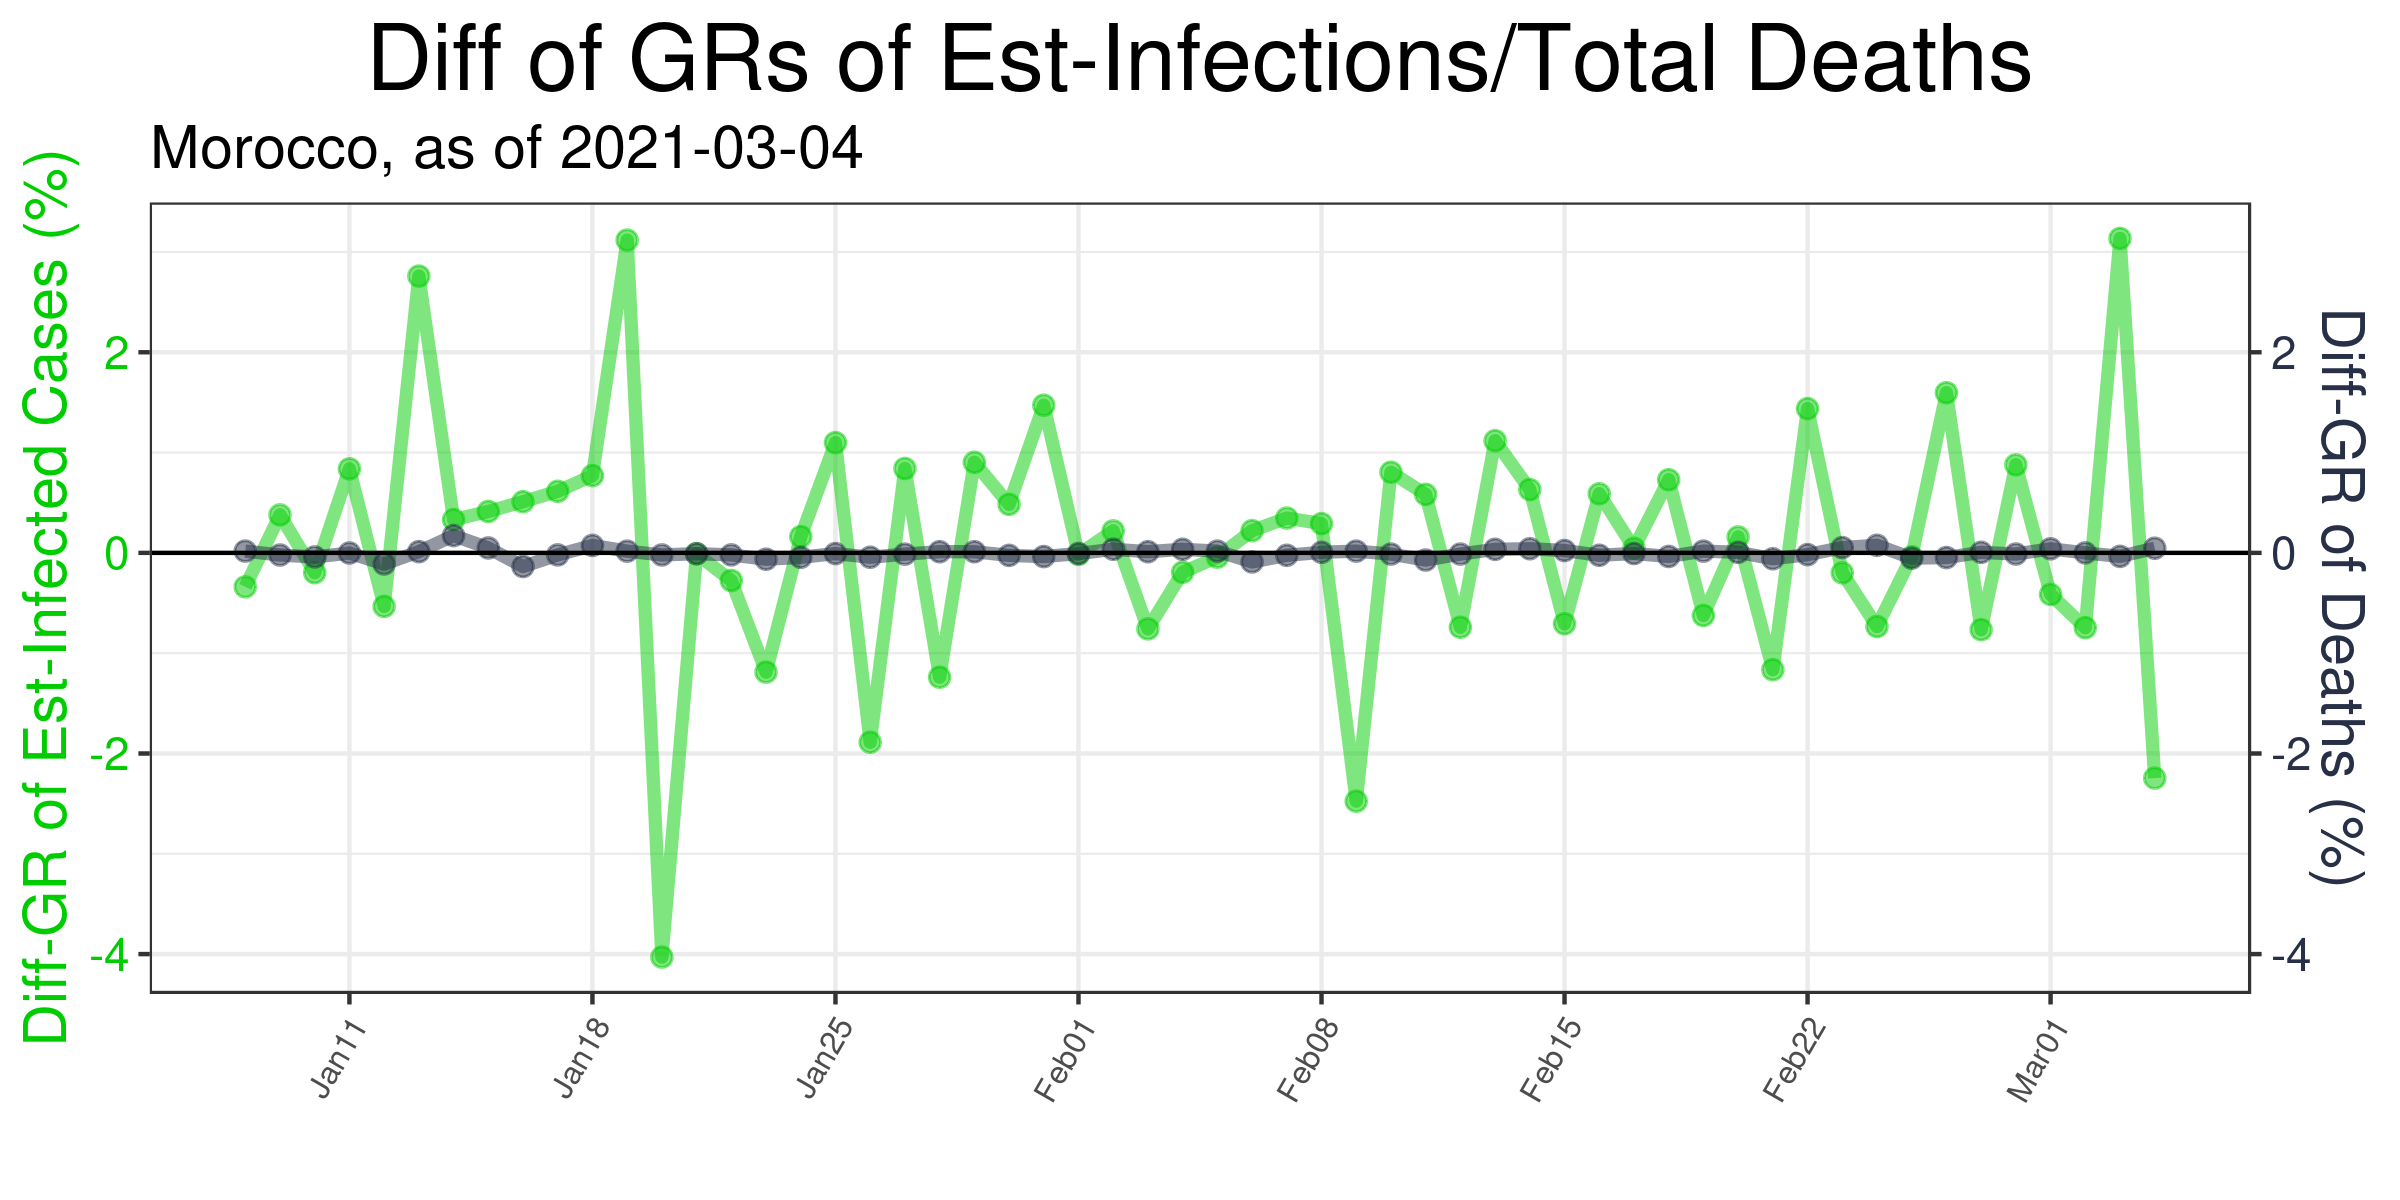 Diff of GRs of Est-Infections/Total Deaths
Morocco, as of 2021-03-04
Diff-GR of Est-Infected Cases (%)
2
0
-2
-4
2
0
-2
-4
Diff-GR of Deaths (%)
Jan11
Jan18
Jan25
Feb01
Feb08
Feb15
Feb22
Mar01